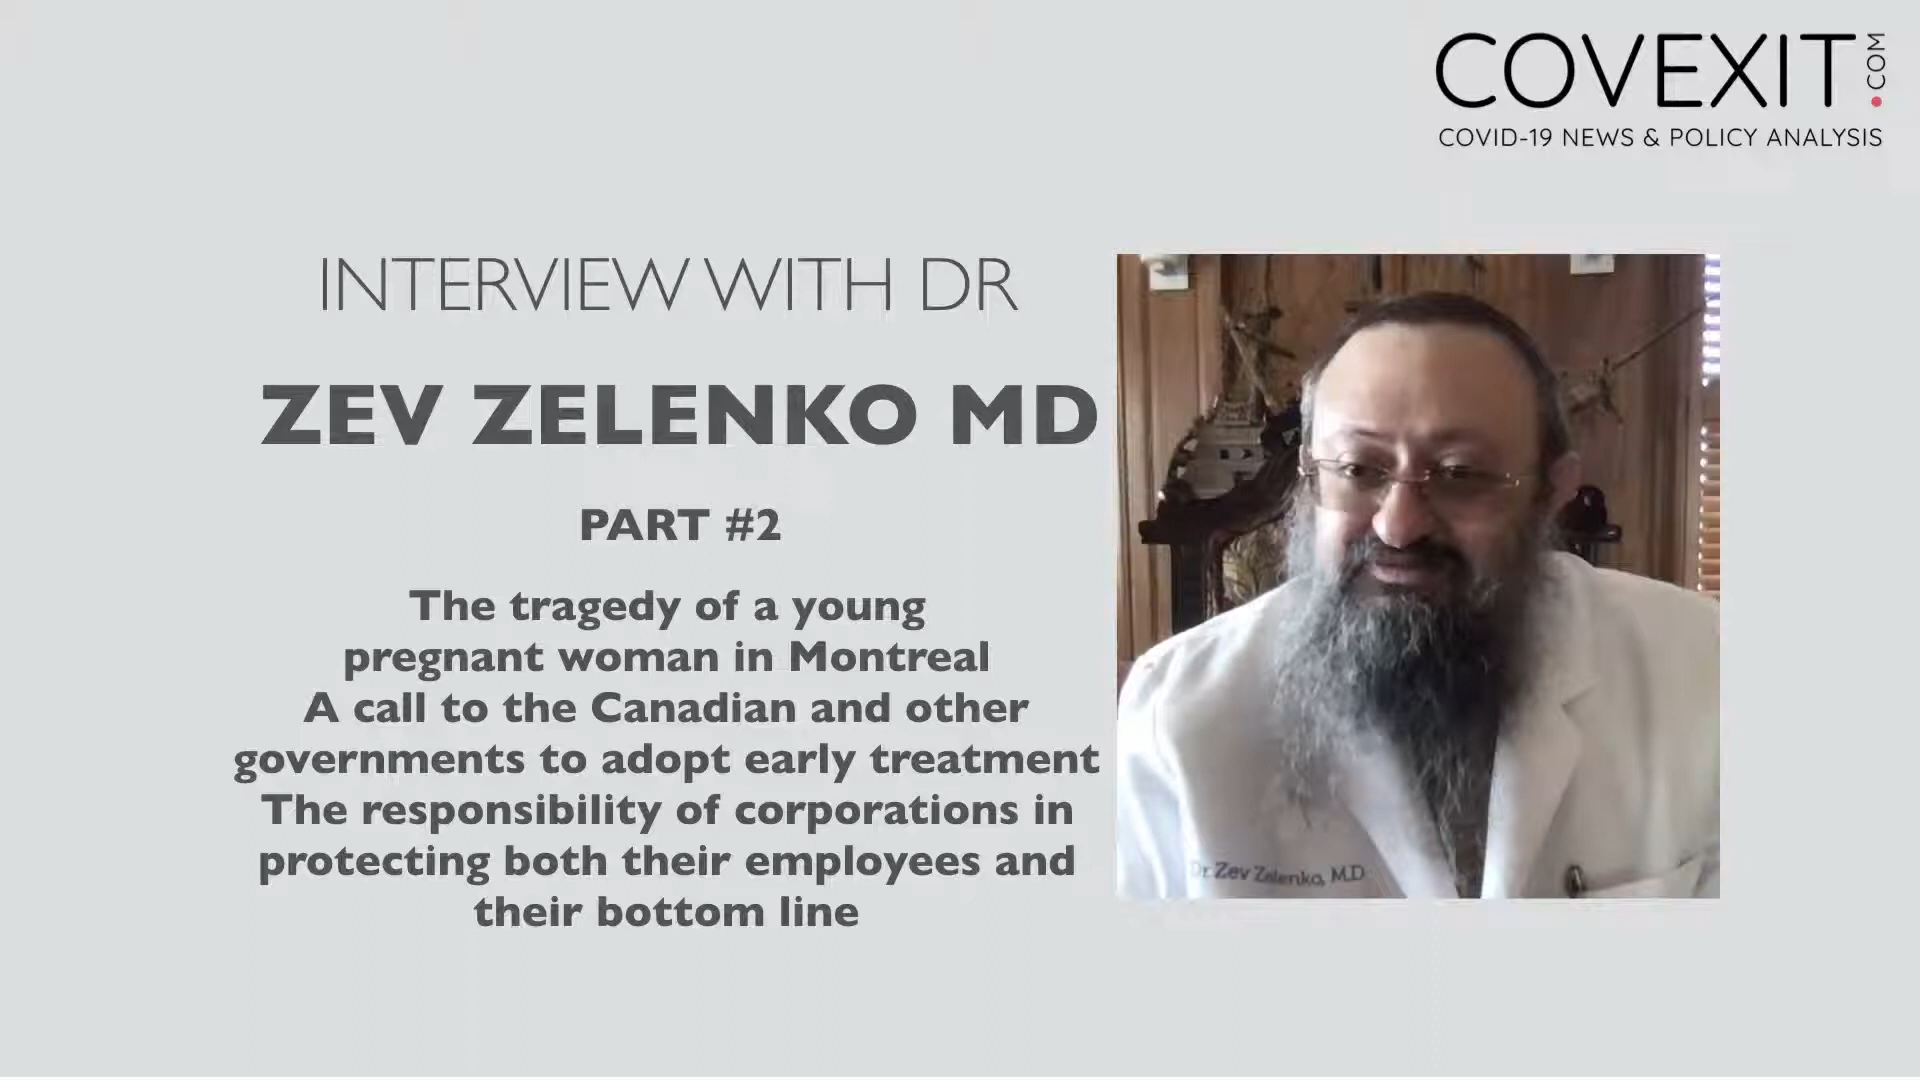 COVEXIT.COM
COVID-19 NEWS & POLICY ANALYSIS
INTERVIEW WITH DR
ZEV ZELENKO MD
PART #2
The tragedy of a young
pregnant woman in Montreal
A call to the Canadian and other
governments to adopt early treatment
The responsibility of corporations in
protecting both their employees and
their bottom line
Dr. Zev Zelenko, M.D.